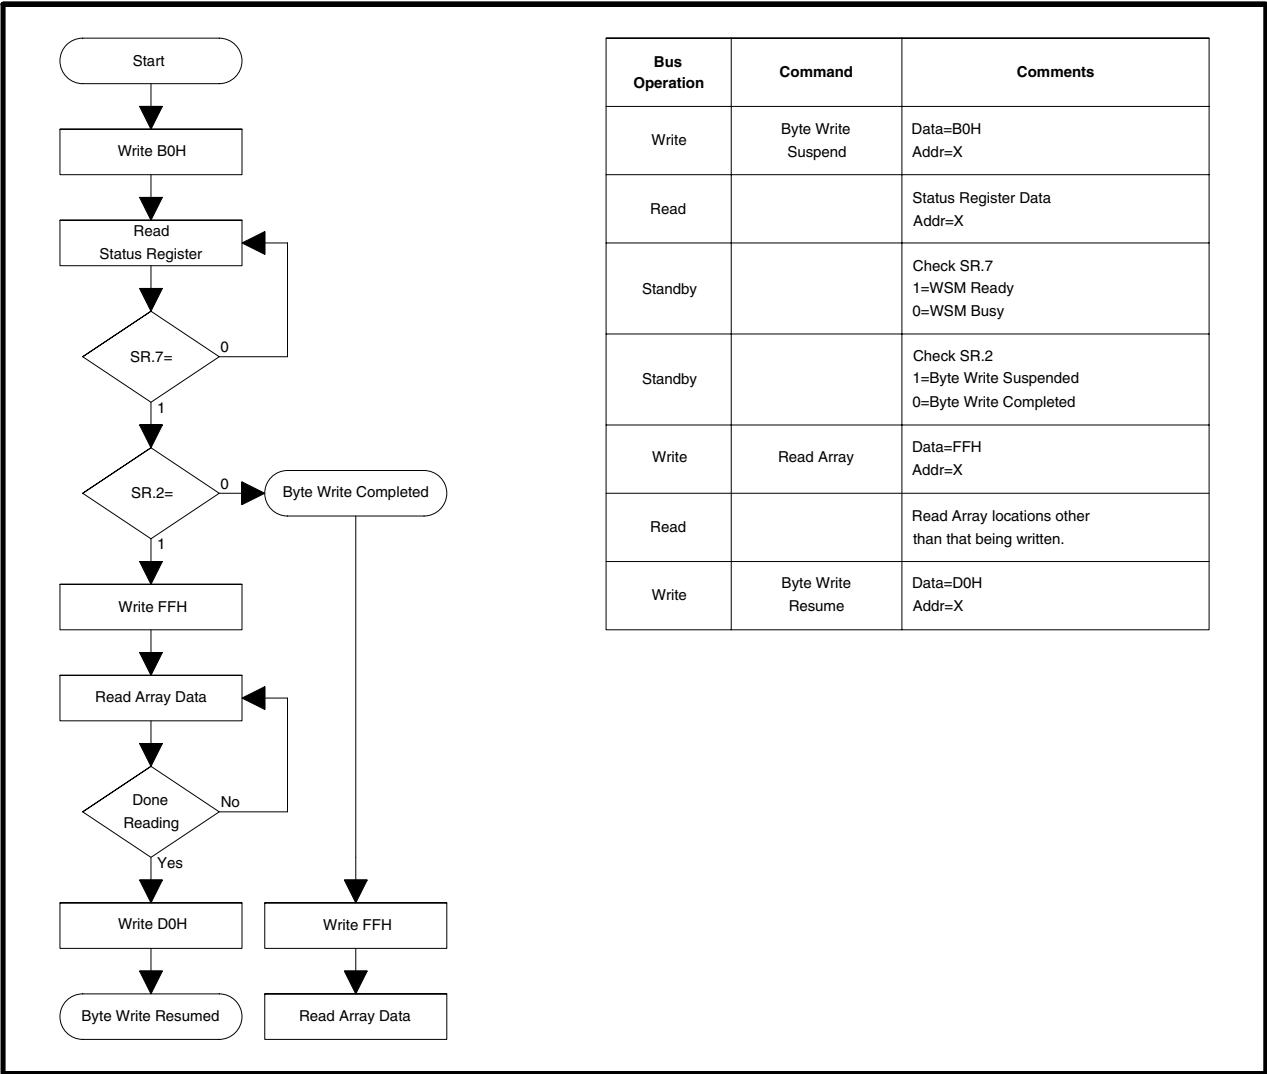 Start
Write B0H
Read
Status Register
SR.7=
0
1
SR.2=
0
Byte Write Completed
1
Write FFH
Read Array Data
Done
Reading
No
Yes
Write D0H
Write FFH
Byte Write Resumed
Read Array Data
Bus
Operation
Command
Comments
Write
Byte Write
Suspend
Data=B0H
Addr=X
Read
Status Register Data
Addr=X
Standby
Check SR.7
1=WSM Ready
0=WSM Busy
Standby
Check SR.2
1=Byte Write Suspended
0=Byte Write Completed
Write
Read Array
Data=FFH
Addr=X
Read
Read Array locations other
than that being written.
Write
Byte Write
Resume
Data=D0H
Addr=X